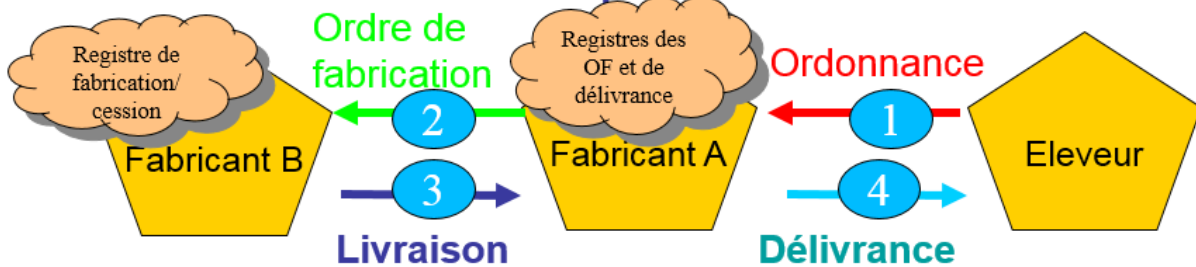 Registre de
fabrication/
cession
Ordre de
fabrication
Registres des
OF et de
délivrance
Ordonnance
2
1
Fabricant B
Fabricant A
Eleveur
3
4
Livraison
Délivrance